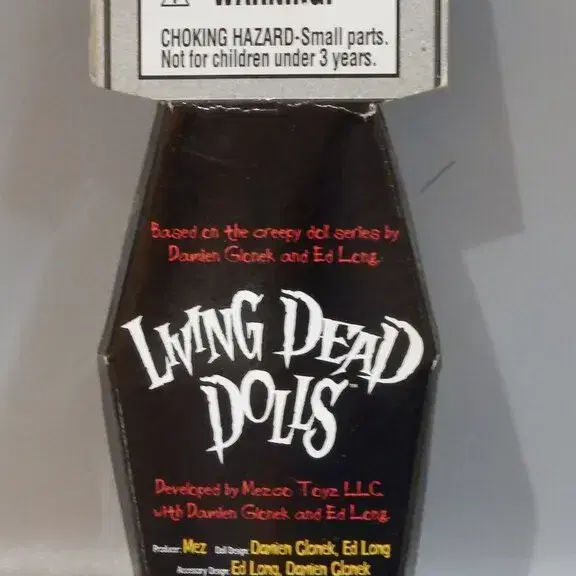 WARNING!
CHOKING HAZARD-Small parts.
Not for children under 3 years.
Based on the creepy doll series by
Damien Glonek and Ed Long.
LIVING DEAD
DOLLS™
Developed by Mezco Toyz LLC
with Damien Glonek and Ed Long
Producer: Mez Doll Design: Damien Glonek, Ed Long
Accessory Design: Ed Long, Damien Glonek